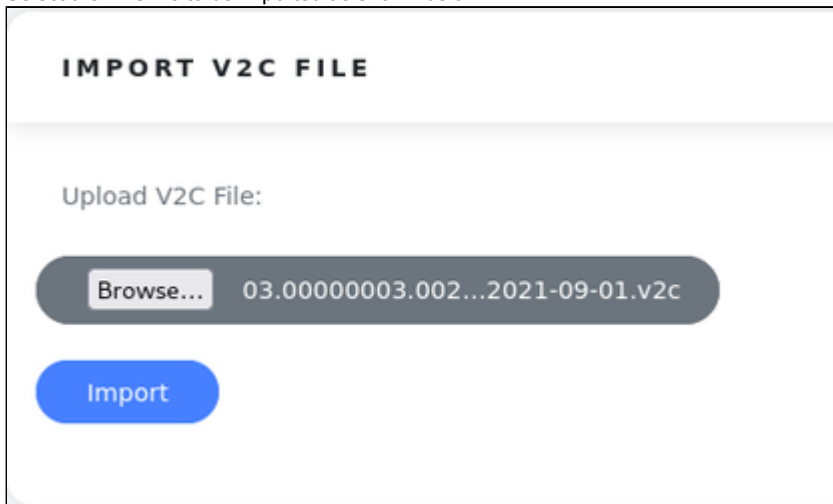 IMPORT V2C FILE
Upload V2C File:
Browse... 03.00000003.002...2021-09-01.v2c
Import